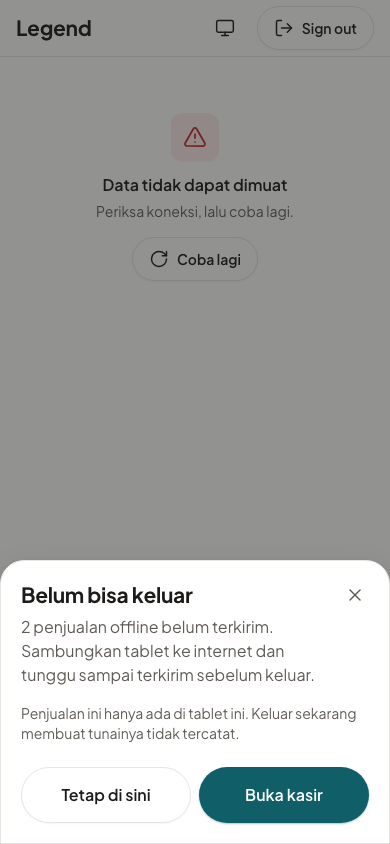 Legend
Sign out
Data tidak dapat dimuat
Periksa koneksi, lalu coba lagi.
Coba lagi
Belum bisa keluar
2 penjualan offline belum terkirim.
Sambungkan tablet ke internet dan
tunggu sampai terkirim sebelum keluar.
Penjualan ini hanya ada di tablet ini. Keluar sekarang
membuat tunainya tidak tercatat.
Tetap di sini
Buka kasir